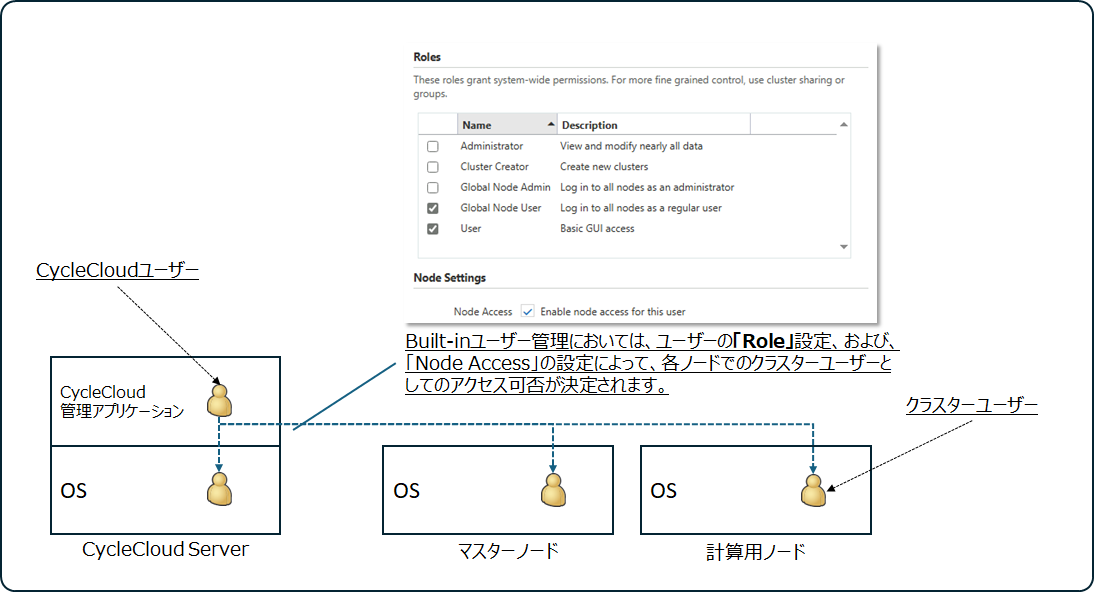 Roles
These roles grant system-wide permissions. For more fine grained control, use cluster sharing or
groups.
Name Description
Administrator View and modify nearly all data
Cluster Creator Create new clusters
Global Node Admin Log in to all nodes as an administrator
Global Node User Log in to all nodes as a regular user
User Basic GUI access
Node Settings
Node Access Enable node access for this user
CycleCloudユーザー
Built-inユーザー管理においては、ユーザーの「Role」設定、および、
「Node Access」の設定によって、各ノードでのクラスターユーザーと
してのアクセス可否が決定されます。
クラスターユーザー
CycleCloud
管理アプリケーション
OS
OS
OS
CycleCloud Server
マスターノード
計算用ノード